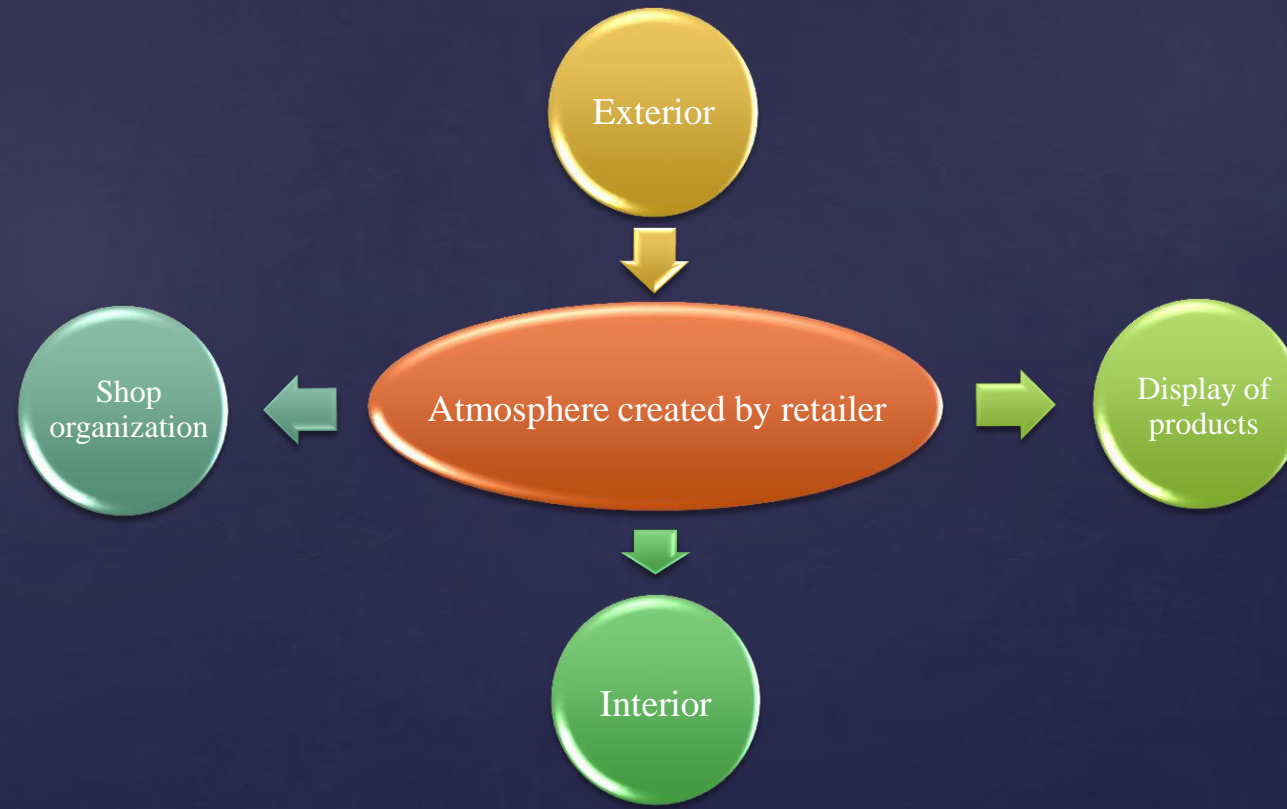 Exterior
Shop
organization
Atmosphere created by retailer
Display of
products
Interior